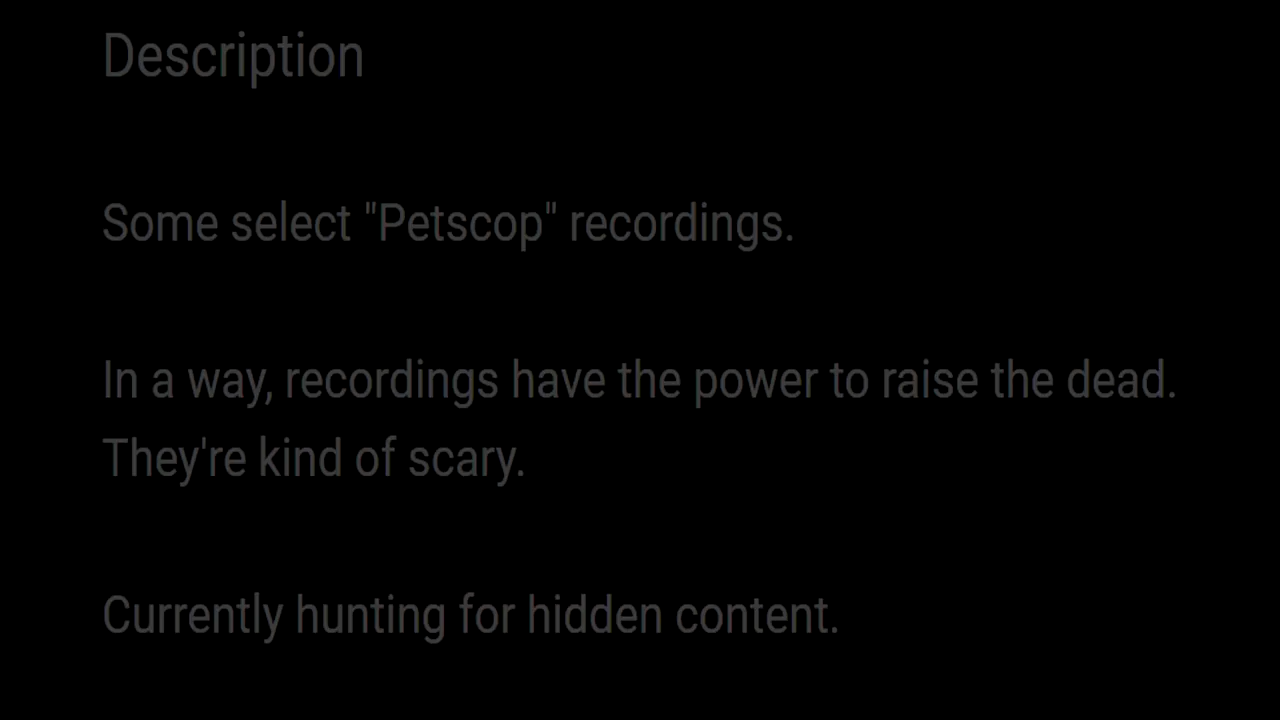 Description
Some select "Petscop" recordings.
In a way, recordings have the power to raise the dead.
They're kind of scary.
Currently hunting for hidden content.